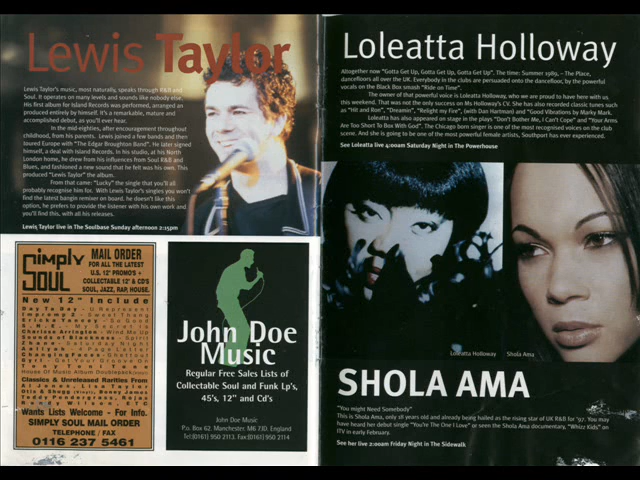 Lewis Taylor
Lewis Taylor's music, most naturally, speaks through R&B and
Soul. It operates on many levels and sounds like nobody else.
His first album for Island Records was performed, arranged an
produced entirely by himself. It's a remarkable, mature and
accomplished debut, as you'll ever hear.
In the mid-eighties, after encouragement throughout
childhood, from his parents. Lewis joined a few bands and then
toured Europe with "The Edgar Broughton Band". He later signed
himself, a deal with Island Records. In his studio, at his North
London home, he drew from his influences from Soul R&B and
Blues, and fashioned a new sound that he felt was his own. This
produced "Lewis Taylor" the album.
From that came: "Lucky" the single that you'll all
probably recognise him for. With Lewis Taylor's singles you won't
find the latest bangin remixer on board. he doesn't like this
option, he prefers to provide the listener with his own work and
you'll find this, with all his releases.
Lewis Taylor live in The Soulbase Sunday afternoon 2:15pm
Simply
Soul
MAIL ORDER
FOR ALL THE LATEST
U.S. 12" PROMO'S +
COLLECTABLE 12" & CD'S
SOUL, JAZZ, RAP, HOUSE.
New 12" Include
Classics & Unreleased Rarities From
Wants Lists Welcome - For Info.
SIMPLY SOUL MAIL ORDER
TELEPHONE / FAX
0116 237 5461
John Doe
Music
Regular Free Sales Lists of
Collectable Soul and Funk Lp's,
45's, 12" and Cd's
John Doe Music
P.o. Box 62. Manchester. M6 7JD. England
Tel:(0161) 950 2113. Fax:(0161) 950 2114
Loleatta Holloway
Altogether now "Gotta Get Up, Gotta Get Up, Gotta Get Up". The time: Summer 1989, – The Place,
dancefloors all over the UK. Everybody in the clubs are persuaded onto the dancefloor, by the powerful
vocals on the Black Box smash "Ride on Time".
The owner of that powerful voice is Loleatta Holloway, who we are proud to have here with us
this weekend. That was not the only success on Ms Holloway's C.V. She has also recorded classic tunes such
as "Hit and Ron", "Dreamin", "Relight my Fire", (with Dan Hartman) and "Good Vibrations by Marky Mark.
Loleatta has also appeared on stage in the plays "Don't Bother Me, I Can't Cope" and "Your Arms
Are Too Short To Box With God". The Chicago born singer is one of the most recognised voices on the club
scene. And she is going to be one of the most powerful female artists, Southport has ever experienced.
See Loleatta live 4:00am Saturday Night in The Powerhouse
Loleatta Holloway Shola Ama
SHOLA AMA
"You might Need Somebody"
This is Shola Ama, only 18 years old and already being hailed as the rising star of UK R&B for '97. You may
have heard her debut single "You're The One I Love" or seen the Shola Ama documentary, "Whizz Kids" on
ITV in early February.
See her live 2:00am Friday Night in The Sidewalk